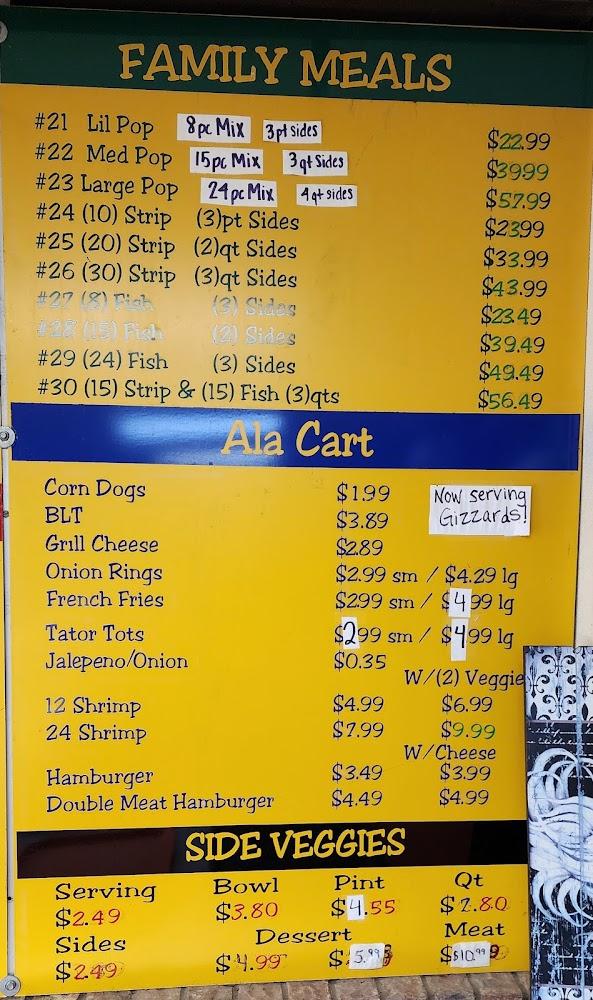 FAMILY MEALS
#21 Lil Pop 8pc Mix 3pt sides $22.99
#22 Med Pop 15pc Mix 3qt Sides $39.99
#23 Large Pop 24pc Mix 4qt sides $57.99
#24 (10) Strip (3)pt Sides $23.99
#25 (20) Strip (2)qt Sides $33.99
#26 (30) Strip (3)qt Sides $43.99
#27 (8) Fish (3) Sides $23.49
#28 (15) Fish (2) Sides $39.49
#29 (24) Fish (3) Sides $49.49
#30 (15) Strip & (15) Fish (3)qts $56.49
Ala Cart
Corn Dogs $1.99 Now serving
BLT $3.89 Gizzards!
Grill Cheese $2.89
Onion Rings $2.99 sm / $4.29 lg
French Fries $2.99 sm / $4.99 lg
Tator Tots $2.99 sm / $4.99 lg
Jalepeno/Onion $0.35
W/(2) Veggie
12 Shrimp $4.99 $6.99
24 Shrimp $7.99 $9.99
W/Cheese
Hamburger $3.49 $3.99
Double Meat Hamburger $4.49 $4.99
SIDE VEGGIES
Serving Bowl Pint Qt
$2.49 $3.80 $4.55 $7.80
Sides Dessert Meat
$2.49 $4.99 $5.99 $10.99